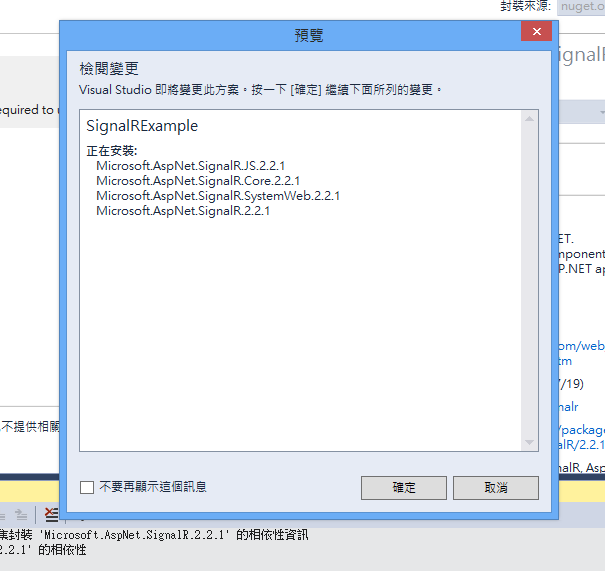 封裝來源: nuget.o
預覽
檢閱變更
Visual Studio 即將變更此方案。按一下 [確定] 繼續下面所列的變更。
SignalRExample
正在安裝:
Microsoft.AspNet.SignalR.JS.2.2.1
Microsoft.AspNet.SignalR.Core.2.2.1
Microsoft.AspNet.SignalR.SystemWeb.2.2.1
Microsoft.AspNet.SignalR.2.2.1
equired to u
ignalR
ET.
mponent
P.NET ap
om/web
tm
7/19)
nalr
/package
alR/2.2.1
nalR, Asp
不提供相關
不要再顯示這個訊息
確定
取消
集封裝 'Microsoft.AspNet.SignalR.2.2.1' 的相依性資訊
2.2.1' 的相依性